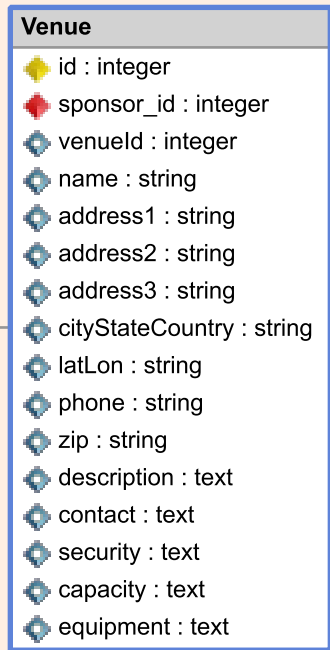 Venue
id : integer
sponsor_id : integer
venueId : integer
name : string
address1 : string
address2 : string
address3 : string
cityStateCountry : string
latLon : string
phone : string
zip : string
description : text
contact : text
security : text
capacity : text
equipment : text